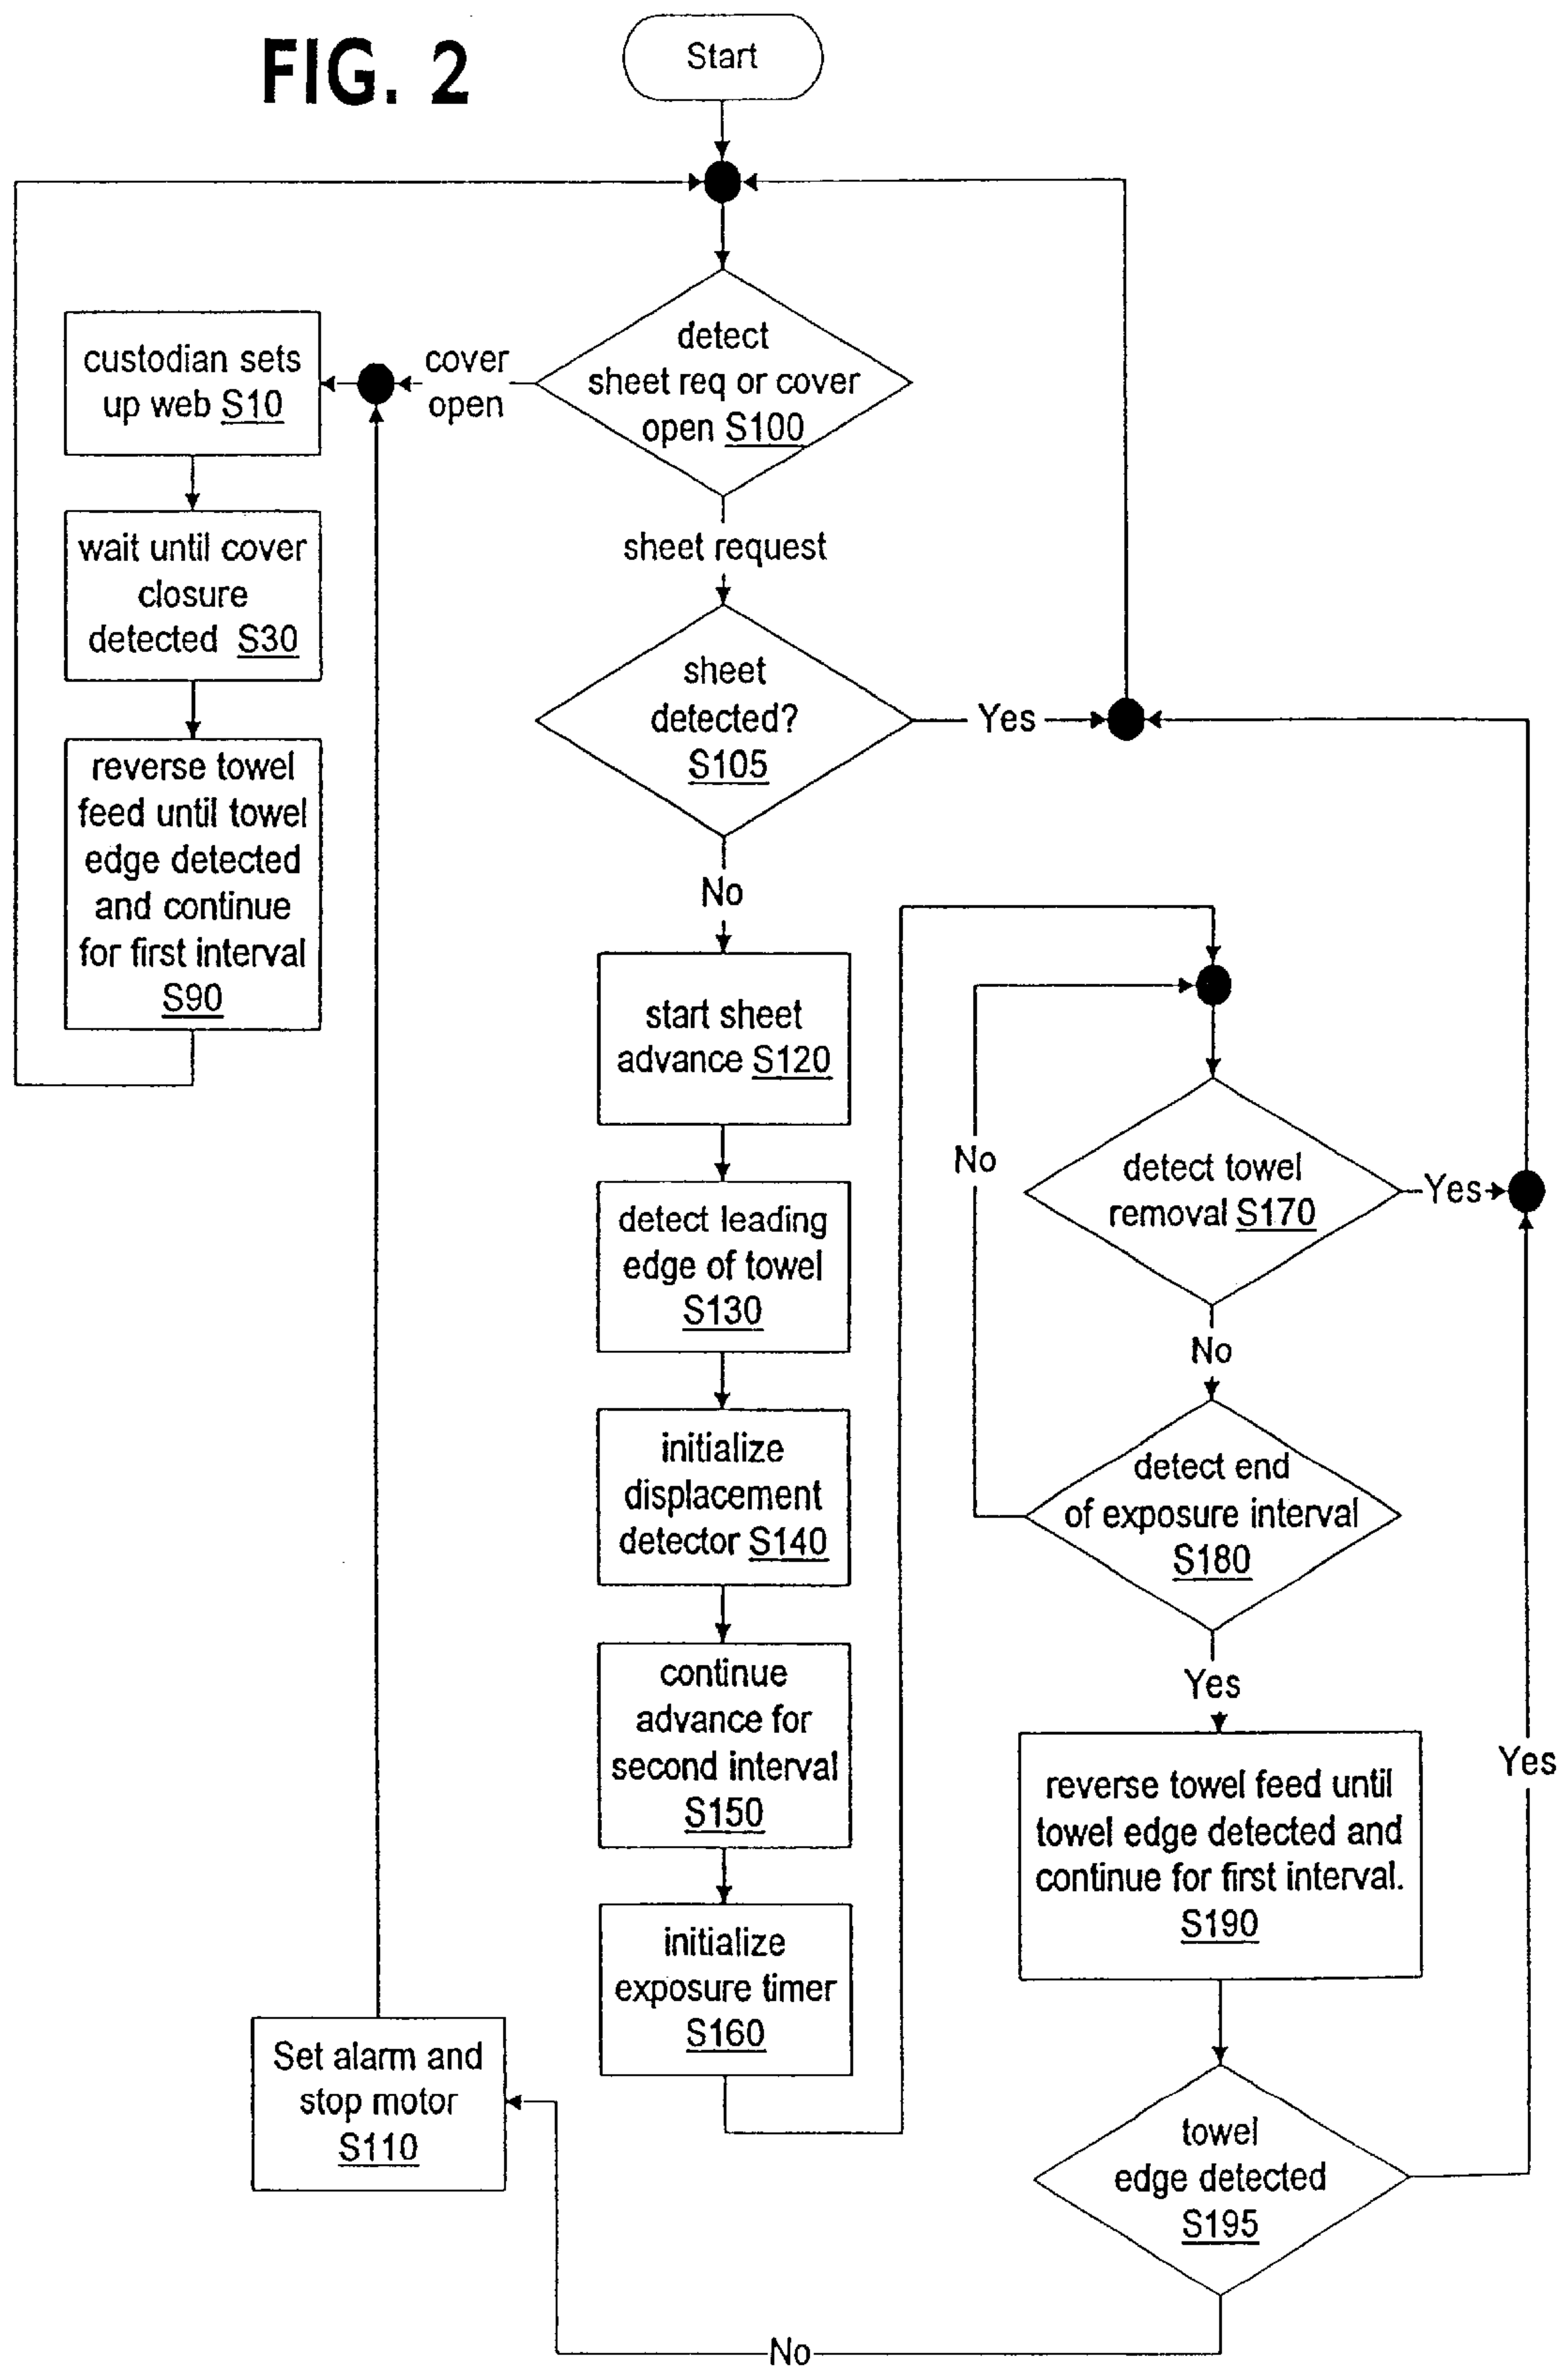 FIG. 2
Start
detect
sheet req or cover
open S100
cover
open
custodian sets
up web S10
wait until cover
closure
detected S30
reverse towel
feed until towel
edge detected
and continue
for first interval
S90
sheet request
sheet
detected?
S105
Yes
No
start sheet
advance S120
detect leading
edge of towel
S130
initialize
displacement
detector S140
continue
advance for
second interval
S150
initialize
exposure timer
S160
detect towel
removal S170
Yes
No
No
detect end
of exposure interval
S180
Yes
reverse towel feed until
towel edge detected and
continue for first interval.
S190
Yes
towel
edge detected
S195
No
Set alarm and
stop motor
S110